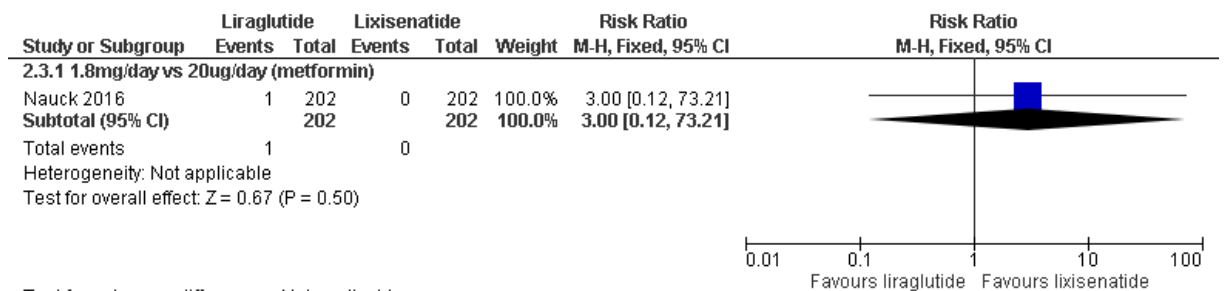 Liraglutide Lixisenatide Risk Ratio Risk Ratio
Study or Subgroup Events Total Events Total Weight M-H, Fixed, 95% CI M-H, Fixed, 95% CI
2.3.1 1.8mg/day vs 20ug/day (metformin)
Nauck 2016 1 202 0 202 100.0% 3.00 [0.12, 73.21]
Subtotal (95% CI) 202 202 100.0% 3.00 [0.12, 73.21]
Total events 1 0
Heterogeneity: Not applicable
Test for overall effect: Z = 0.67 (P = 0.50)
0.01 0.1 1 10 100
Favours liraglutide Favours lixisenatide